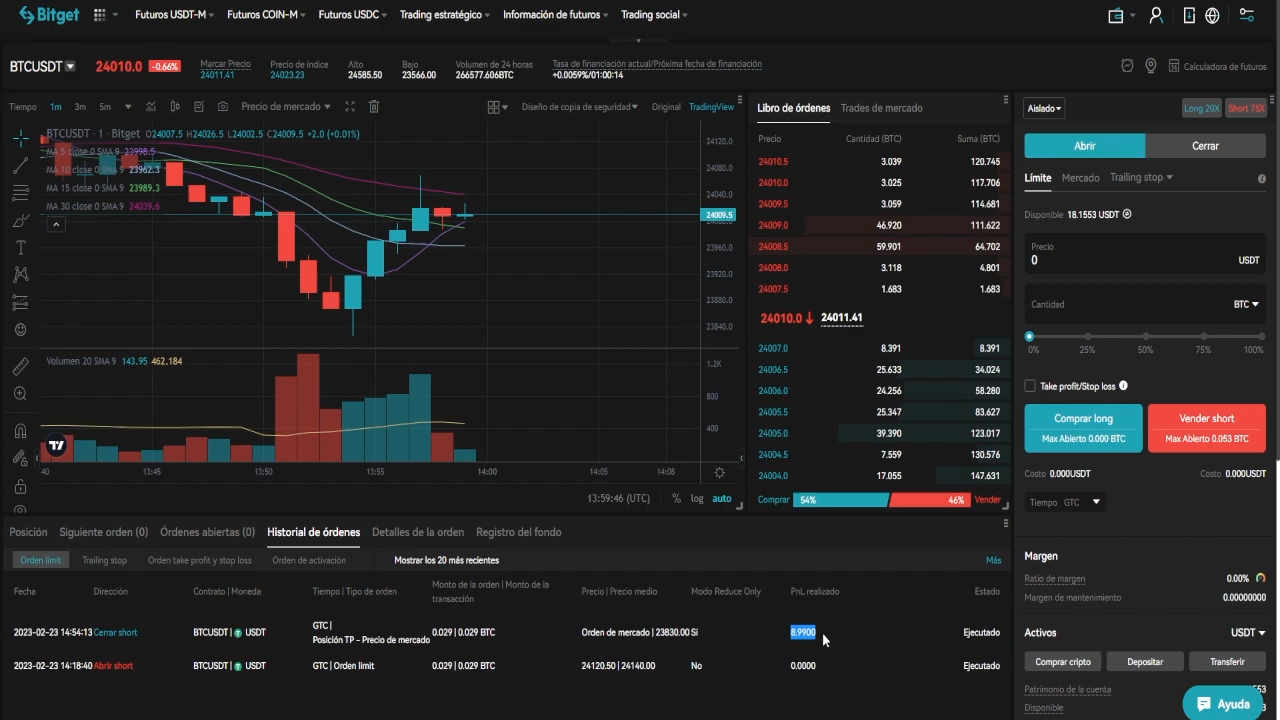 Bitget Futuros USDT-M Futuros COIN-M Futuros USDC Trading estratégico Información de futuros Trading social
BTCUSDT 24010.0 -0.66% Marcar Precio 24011.41 Precio de índice 24023.23 Alto 24585.50 Bajo 23566.00 Volumen de 24 horas 266577.606BTC Tasa de financiación actual/Próxima fecha de financiación +0.0059%/01:00:14 Calculadora de futuros
Tiempo 1m 3m 5m Precio de mercado Diseño de copia de seguridad Original TradingView
BTCUSDT · 1 · Bitget O24007.5 H24026.5 L24002.5 C24009.5 +2.0 (+0.01%)
MA 5 close 0 SMA 9 23998.5
MA 10 close 0 SMA 9 23962.3
MA 15 close 0 SMA 9 23989.3
MA 30 close 0 SMA 9 24039.6
24120.0
24080.0
24040.0
24009.5
23960.0
23920.0
23880.0
23840.0
Volumen 20 SMA 9 143.95 462.184
1.2K
800
400
40 13:45 13:50 13:55 14:00 14:05 14:08
13:59:46 (UTC) % log auto
Libro de órdenes Trades de mercado
Precio Cantidad (BTC) Suma (BTC)
24010.5 3.039 120.745
24010.0 3.025 117.706
24009.5 3.059 114.681
24009.0 46.920 111.622
24008.5 59.901 64.702
24008.0 3.118 4.801
24007.5 1.683 1.683
24010.0 24011.41
24007.0 8.391 8.391
24006.5 25.633 34.024
24006.0 24.256 58.280
24005.5 25.347 83.627
24005.0 39.390 123.017
24004.5 7.559 130.576
24004.0 17.055 147.631
Comprar 54% 46% Vender
Aislado Long 20X Short 75X
Abrir Cerrar
Límite Mercado Trailing stop
Disponible 18.1553 USDT
Precio
0 USDT
Cantidad BTC
0% 25% 50% 75% 100%
Take profit/Stop loss
Comprar long Vender short
Max Abierto 0.000 BTC Max Abierto 0.053 BTC
Costo 0.000USDT Costo 0.000USDT
Tiempo GTC
Margen
Ratio de margen 0.00%
Margen de mantenimiento 0.00000000
Activos USDT
Comprar cripto Depositar Transferir
Patrimonio de la cuenta
Disponible
Ayuda
Posición Siguiente orden (0) Órdenes abiertas (0) Historial de órdenes Detalles de la orden Registro del fondo
Orden limit Trailing stop Orden take profit y stop loss Orden de activación Mostrar los 20 más recientes Más
Fecha Dirección Contrato | Moneda Tiempo | Tipo de orden Monto de la orden | Monto de la transacción Precio | Precio medio Modo Reduce Only PnL realizado Estado
2023-02-23 14:54:13 Cerrar short BTCUSDT | USDT GTC | Posición TP - Precio de mercado 0.029 | 0.029 BTC Orden de mercado | 23830.00 Sí 8.9900 Ejecutado
2023-02-23 14:18:40 Abrir short BTCUSDT | USDT GTC | Orden limit 0.029 | 0.029 BTC 24120.50 | 24140.00 No 0.0000 Ejecutado